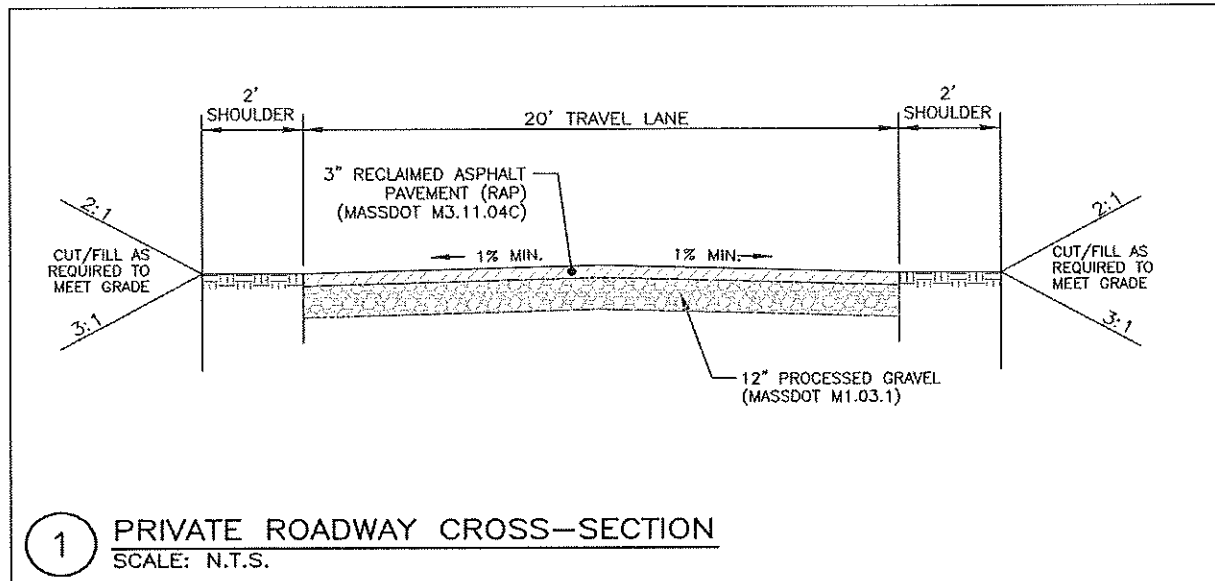 2'
SHOULDER
20' TRAVEL LANE
2'
SHOULDER
3" RECLAIMED ASPHALT
PAVEMENT (RAP)
(MASSDOT M3.11.04C)
2:1
CUT/FILL AS
REQUIRED TO
MEET GRADE
3:1
1% MIN.
1% MIN.
2:1
CUT/FILL AS
REQUIRED TO
MEET GRADE
3:1
12" PROCESSED GRAVEL
(MASSDOT M1.03.1)
1
PRIVATE ROADWAY CROSS-SECTION
SCALE: N.T.S.